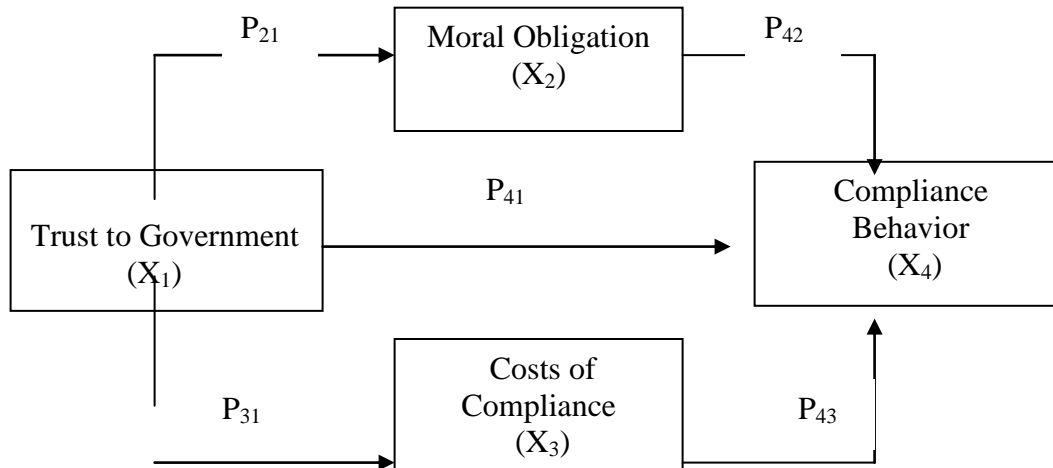 P₂₁
Moral Obligation
(X₂)
P₄₂
Trust to Government
(X₁)
P₄₁
Compliance
Behavior
(X₄)
P₃₁
Costs of
Compliance
(X₃)
P₄₃